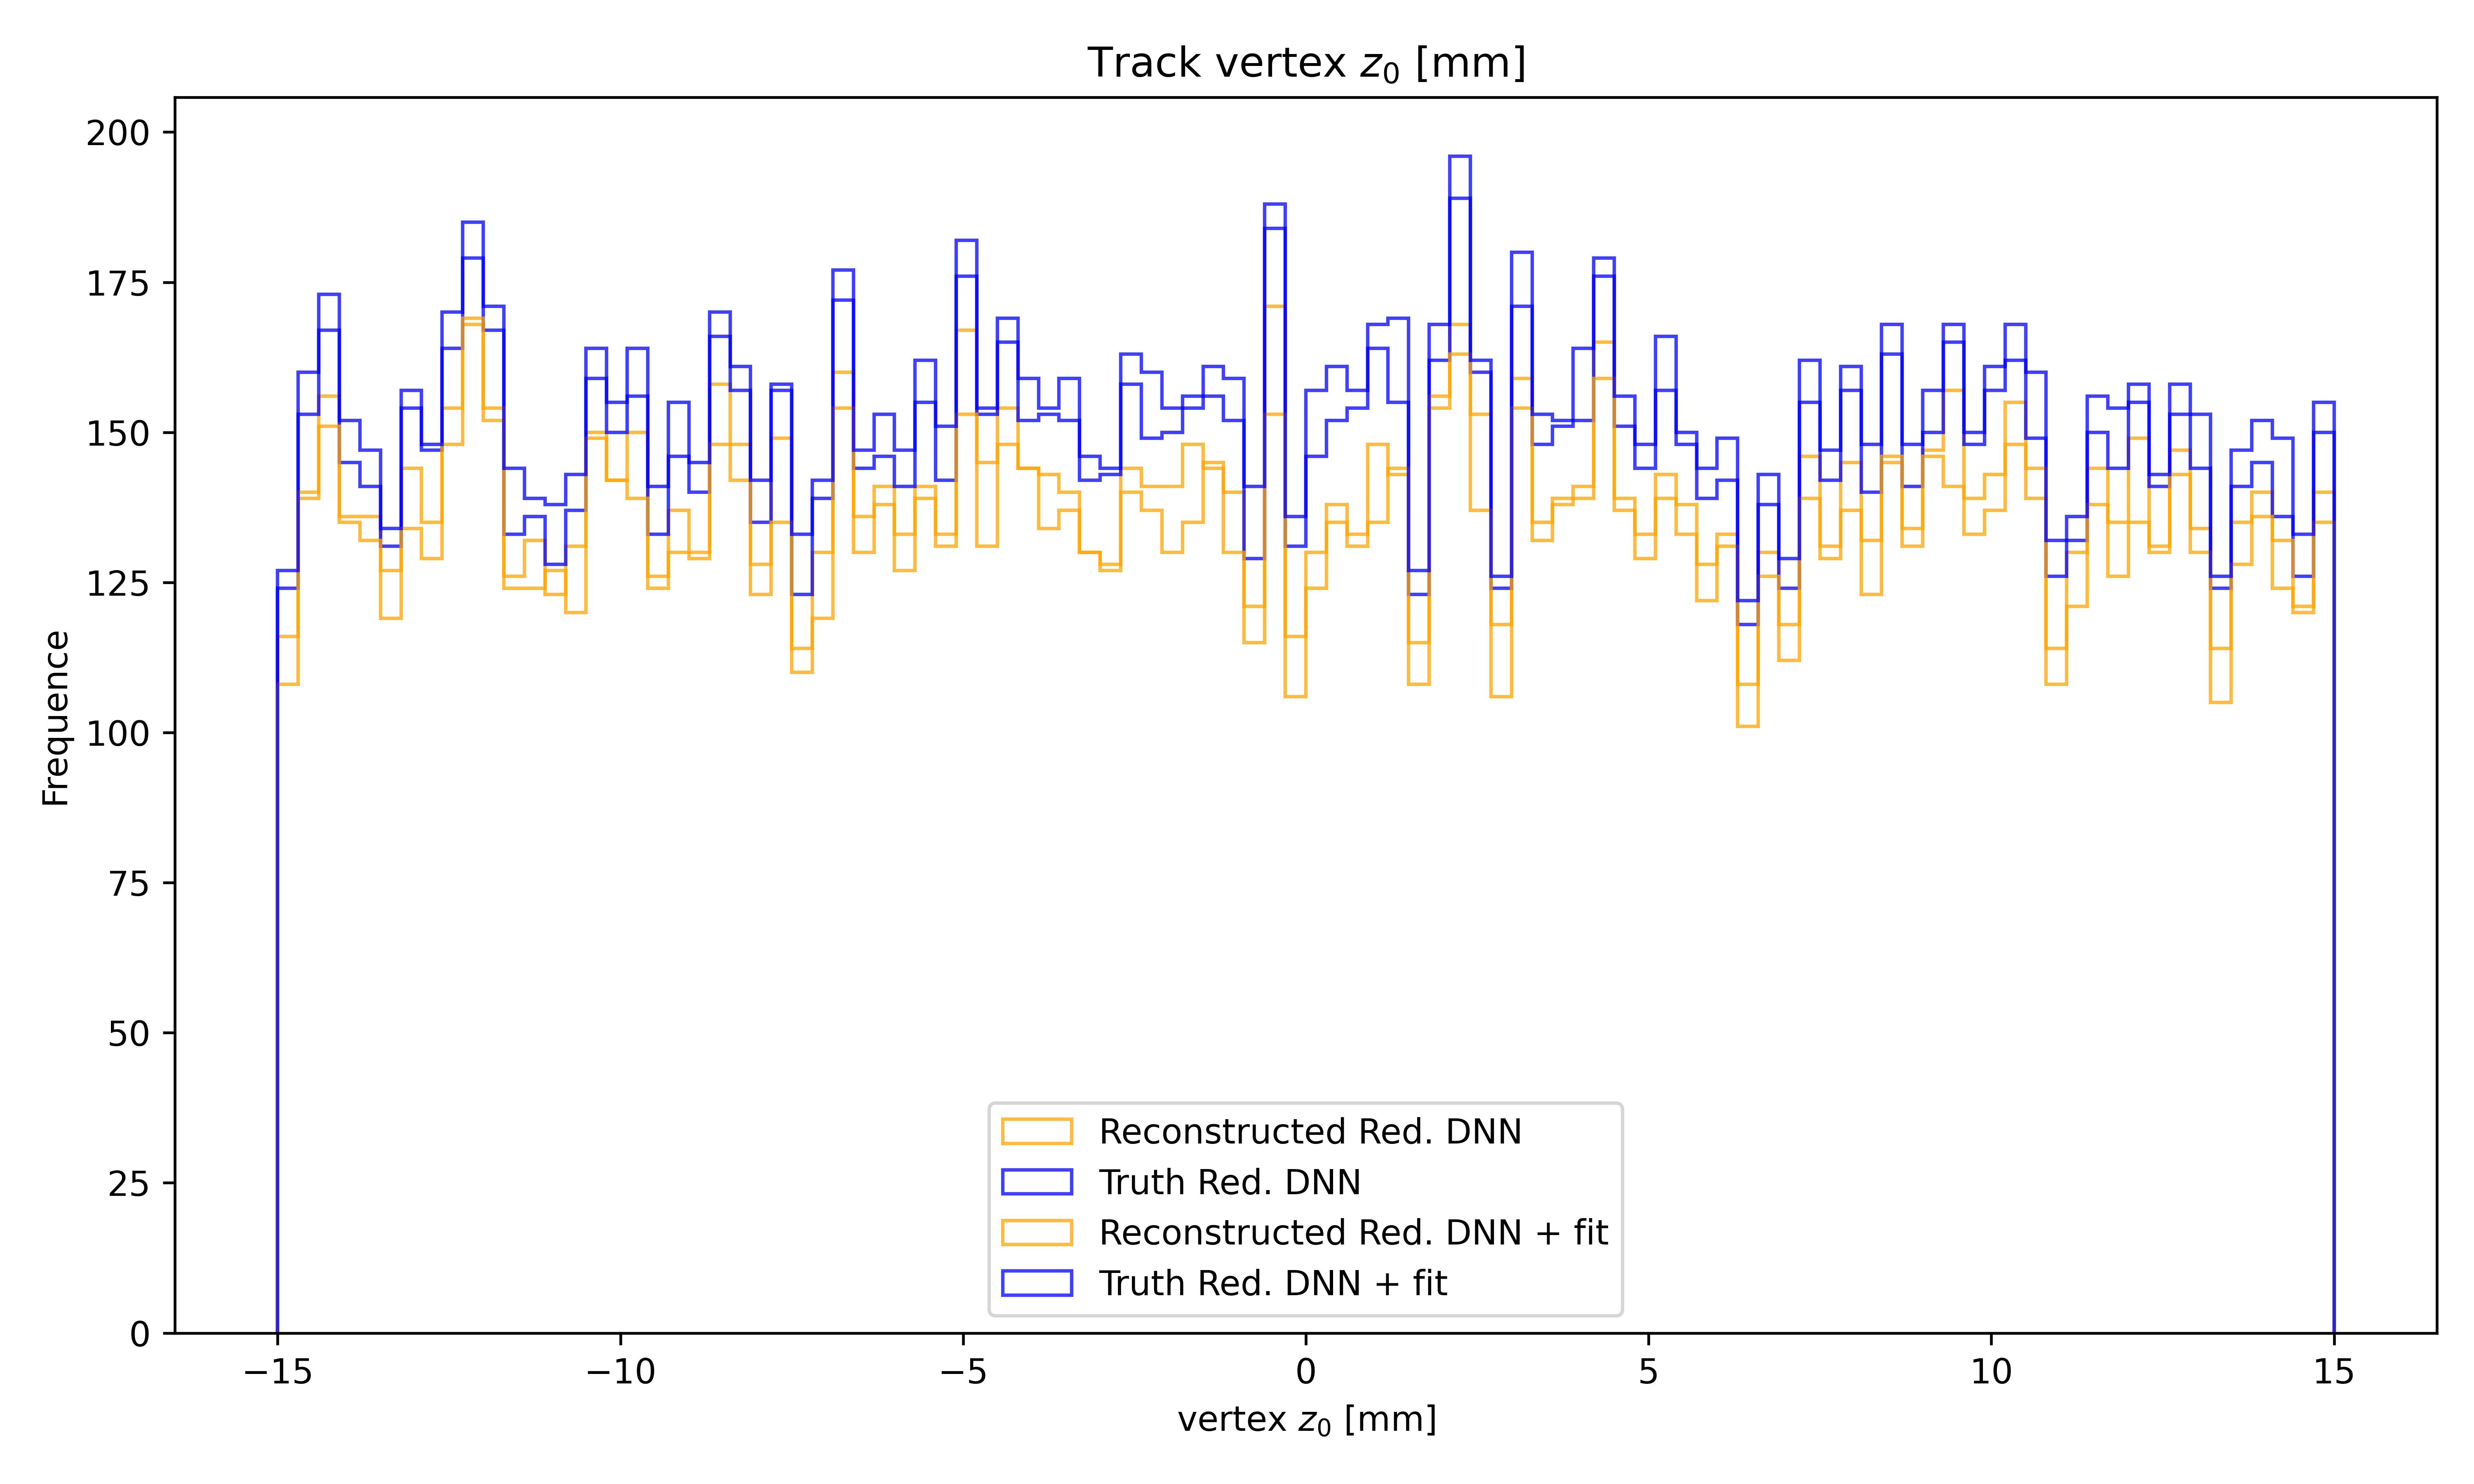 Track vertex z₀ [mm]
Frequence
200
175
150
125
100
75
50
25
0
−15
−10
−5
0
5
10
15
vertex z₀ [mm]
Reconstructed Red. DNN
Truth Red. DNN
Reconstructed Red. DNN + fit
Truth Red. DNN + fit